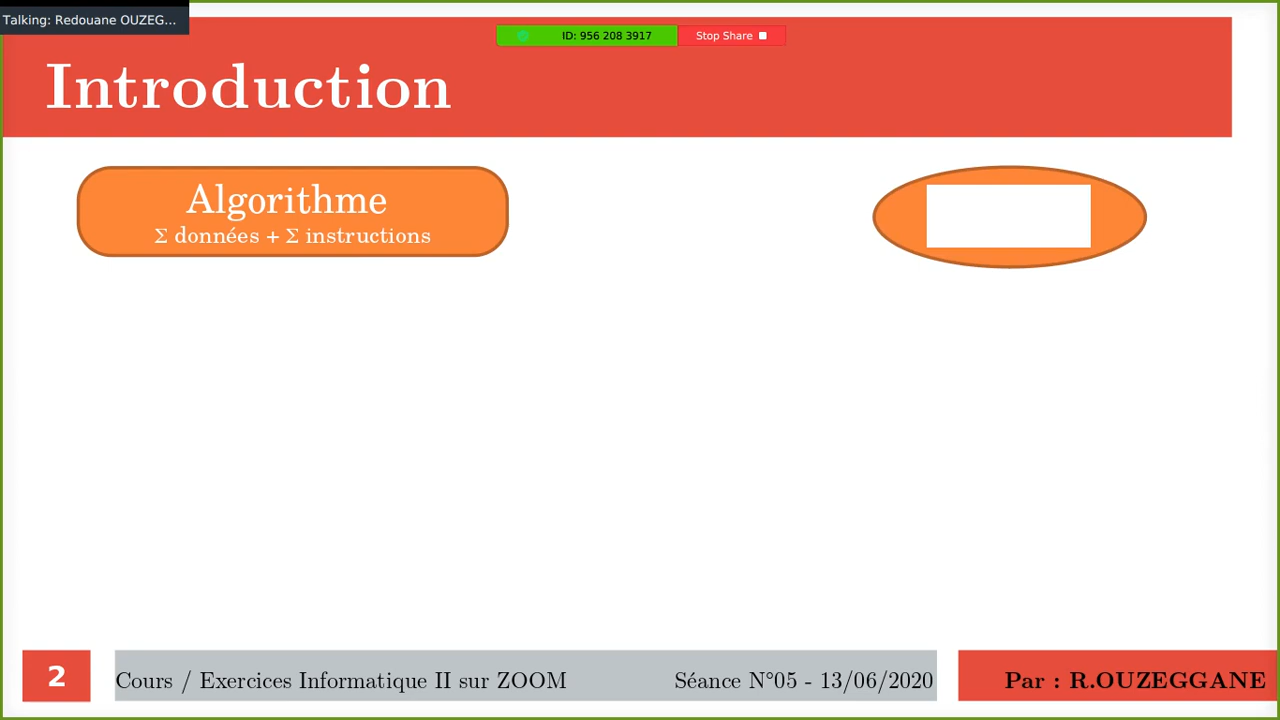 Talking: Redouane OUZEG...
ID: 956 208 3917 Stop Share
Introduction
Algorithme
Σ données + Σ instructions
2
Cours / Exercices Informatique II sur ZOOM Séance N°05 - 13/06/2020
Par : R.OUZEGGANE